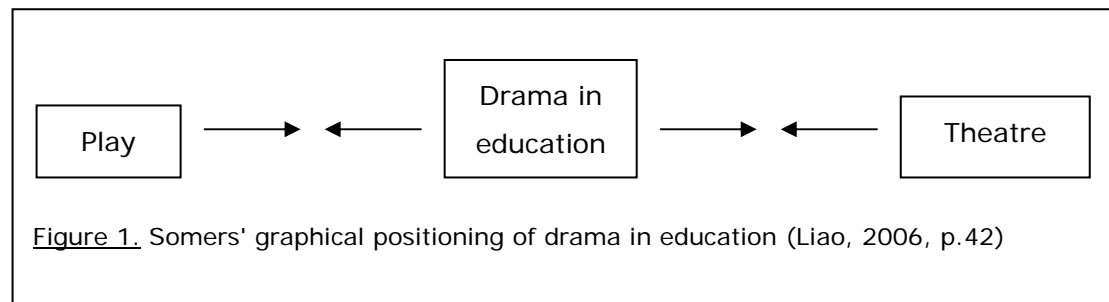 Play
Drama in
education
Theatre
Figure 1. Somers' graphical positioning of drama in education (Liao, 2006, p.42)